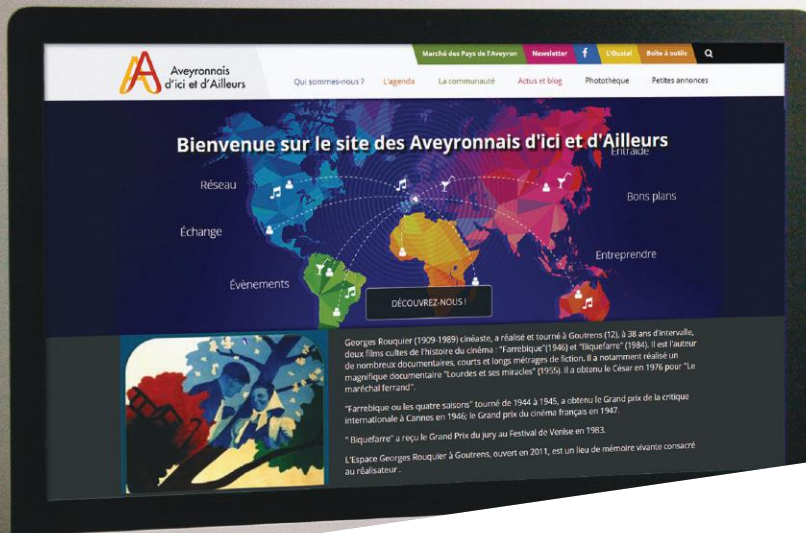 Marché des Pays de l'Aveyron Newsletter f L'Oustal Boîte à outils
Aveyronnais
d'ici et d'Ailleurs
Qui sommes-nous ? L'agenda La communauté Actus et blog Photothèque Petites annonces
Bienvenue sur le site des Aveyronnais d'ici et d'Ailleurs
Entraide
Réseau
Bons plans
Échange
Entreprendre
Évènements
DÉCOUVREZ-NOUS !
Georges Rouquier (1909-1989) cinéaste, a réalisé et tourné à Goutrens (12), à 38 ans d'intervalle,
deux films cultes de l'histoire du cinéma : "Farrebique"(1946) et "Biquefarre" (1984). Il est l'auteur
de nombreux documentaires, courts et longs métrages de fiction. Il a notamment réalisé un
magnifique documentaire "Lourdes et ses miracles" (1955). Il a obtenu le César en 1976 pour "Le
maréchal ferrand".
"Farrebique ou les quatre saisons" tourné de 1944 à 1945, a obtenu le Grand prix de la critique
internationale à Cannes en 1946; le Grand prix du cinéma français en 1947.
" Biquefarre" a reçu le Grand Prix du jury au Festival de Venise en 1983.
L'Espace Georges Rouquier à Goutrens, ouvert en 2011, est un lieu de mémoire vivante consacré
au réalisateur .